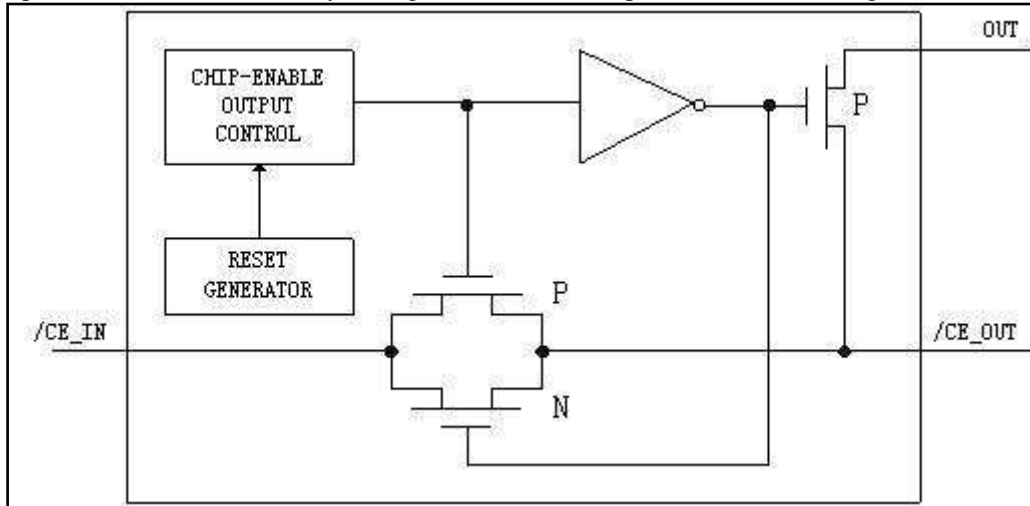 OUT
CHIP-ENABLE
OUTPUT
CONTROL
P
RESET
GENERATOR
P
/CE_IN
/CE_OUT
N